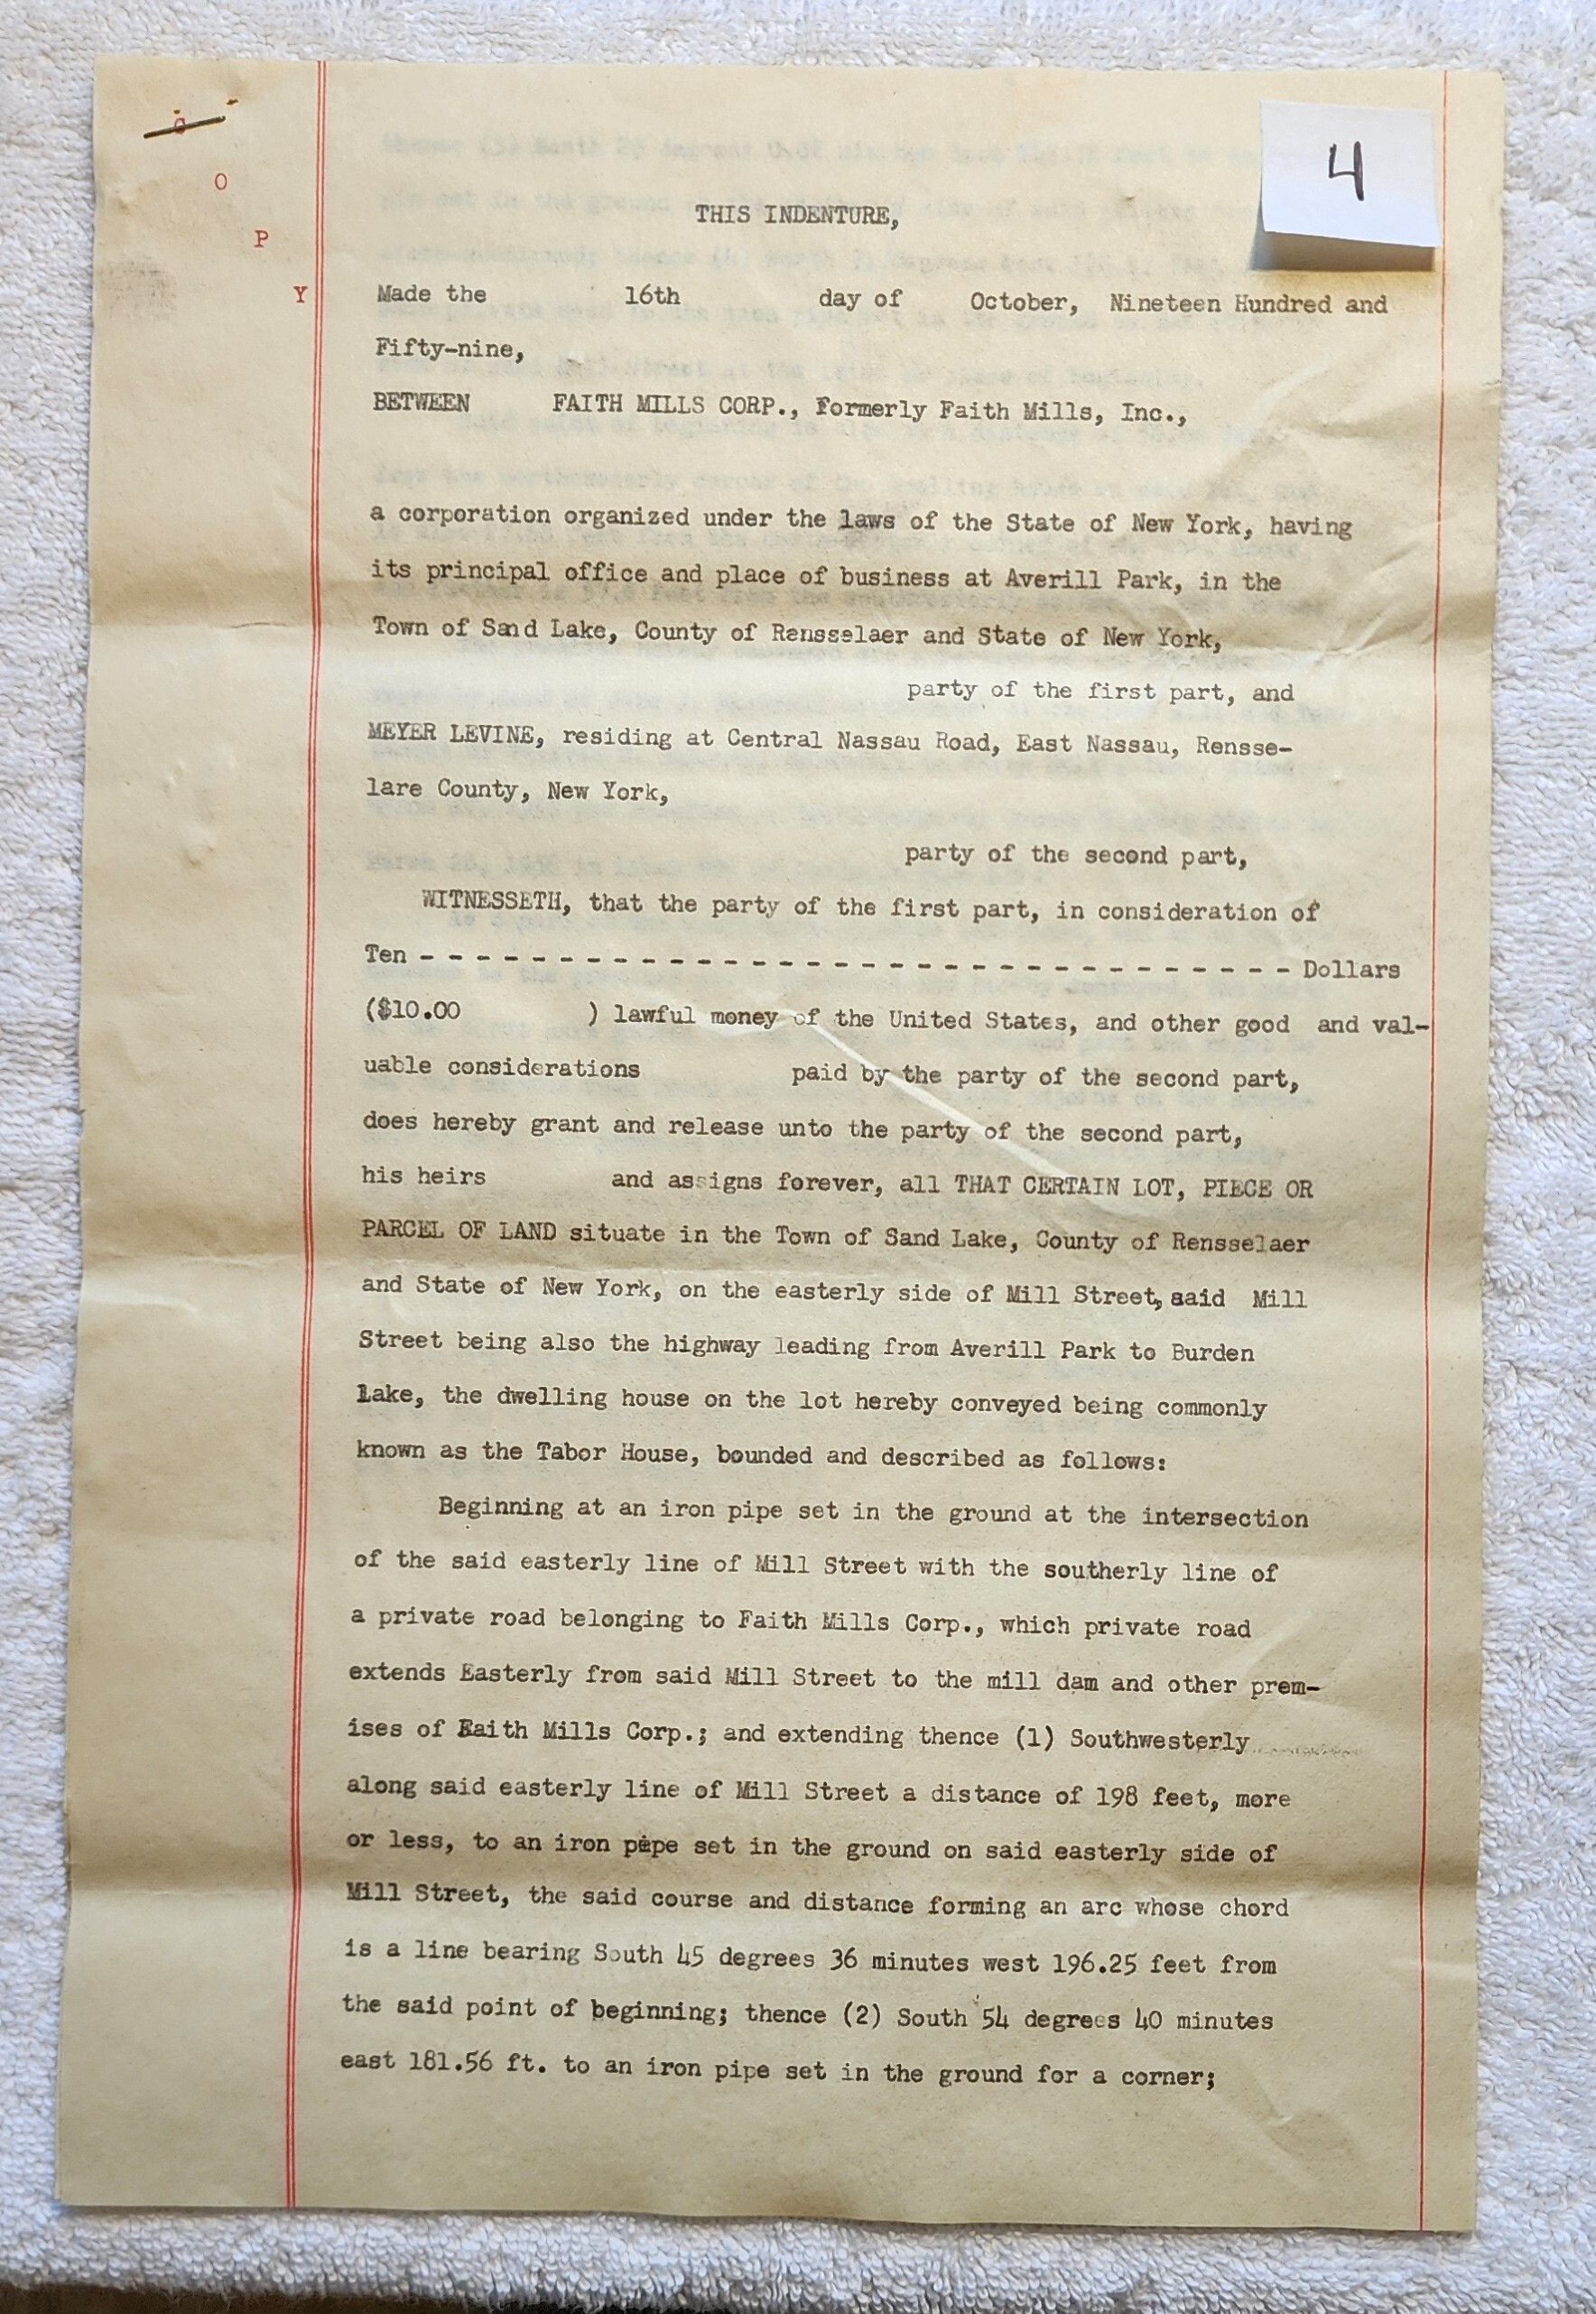 C
O
P
Y
4
THIS INDENTURE,
Made the 16th day of October, Nineteen Hundred and
Fifty-nine,
BETWEEN FAITH MILLS CORP., Formerly Faith Mills, Inc.,
a corporation organized under the laws of the State of New York, having
its principal office and place of business at Averill Park, in the
Town of Sand Lake, County of Rensselaer and State of New York,
party of the first part, and
MEYER LEVINE, residing at Central Nassau Road, East Nassau, Rensse-
lare County, New York,
party of the second part,
WITNESSETH, that the party of the first part, in consideration of
Ten - - - - - - - - - - - - - - - - - - - - - - - - - - - - - - - - Dollars
($10.00 ) lawful money of the United States, and other good and val-
uable considerations paid by the party of the second part,
does hereby grant and release unto the party of the second part,
his heirs and assigns forever, all THAT CERTAIN LOT, PIECE OR
PARCEL OF LAND situate in the Town of Sand Lake, County of Rensselaer
and State of New York, on the easterly side of Mill Street, said Mill
Street being also the highway leading from Averill Park to Burden
Lake, the dwelling house on the lot hereby conveyed being commonly
known as the Tabor House, bounded and described as follows:
Beginning at an iron pipe set in the ground at the intersection
of the said easterly line of Mill Street with the southerly line of
a private road belonging to Faith Mills Corp., which private road
extends Easterly from said Mill Street to the mill dam and other prem-
ises of Faith Mills Corp.; and extending thence (1) Southwesterly
along said easterly line of Mill Street a distance of 198 feet, more
or less, to an iron pipe set in the ground on said easterly side of
Mill Street, the said course and distance forming an arc whose chord
is a line bearing South 45 degrees 36 minutes west 196.25 feet from
the said point of beginning; thence (2) South 54 degrees 40 minutes
east 181.56 ft. to an iron pipe set in the ground for a corner;